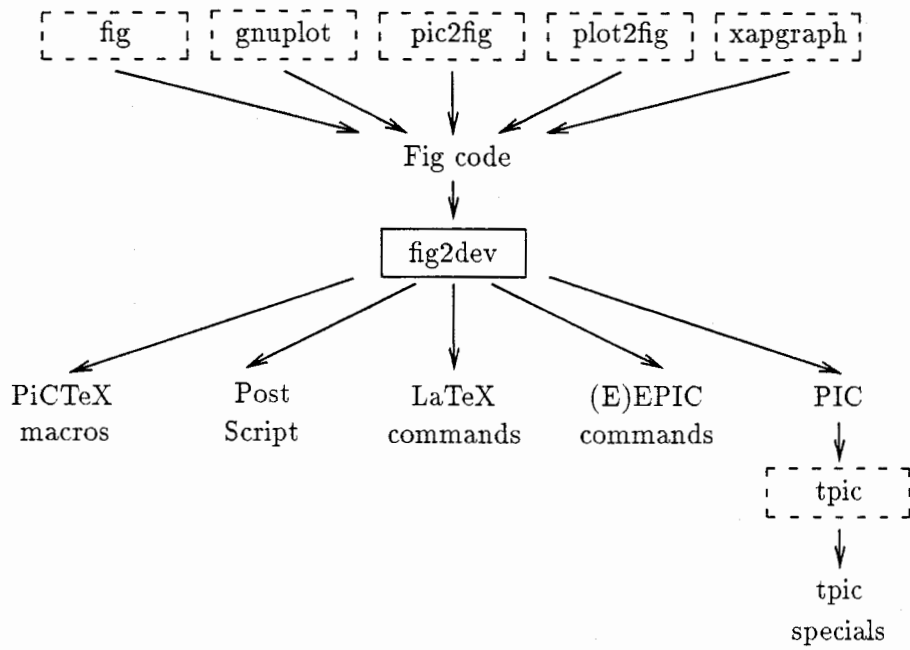 fig gnuplot pic2fig plot2fig xapgraph
Fig code
fig2dev
PiCTeX Post LaTeX (E)EPIC PIC
macros Script commands commands
tpic
tpic
specials